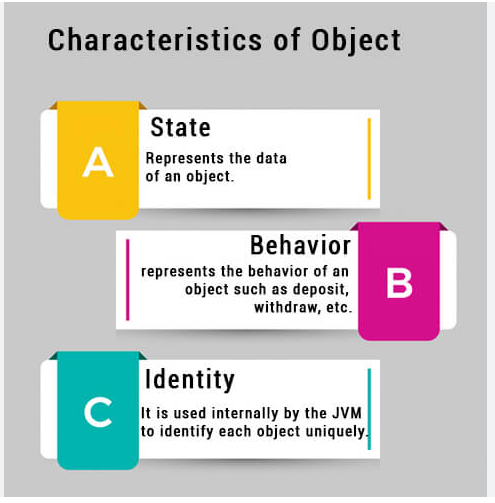 Characteristics of Object
A
State
Represents the data
of an object.
Behavior
represents the behavior of an
object such as deposit,
withdraw, etc.
B
C
Identity
It is used internally by the JVM
to identify each object uniquely.